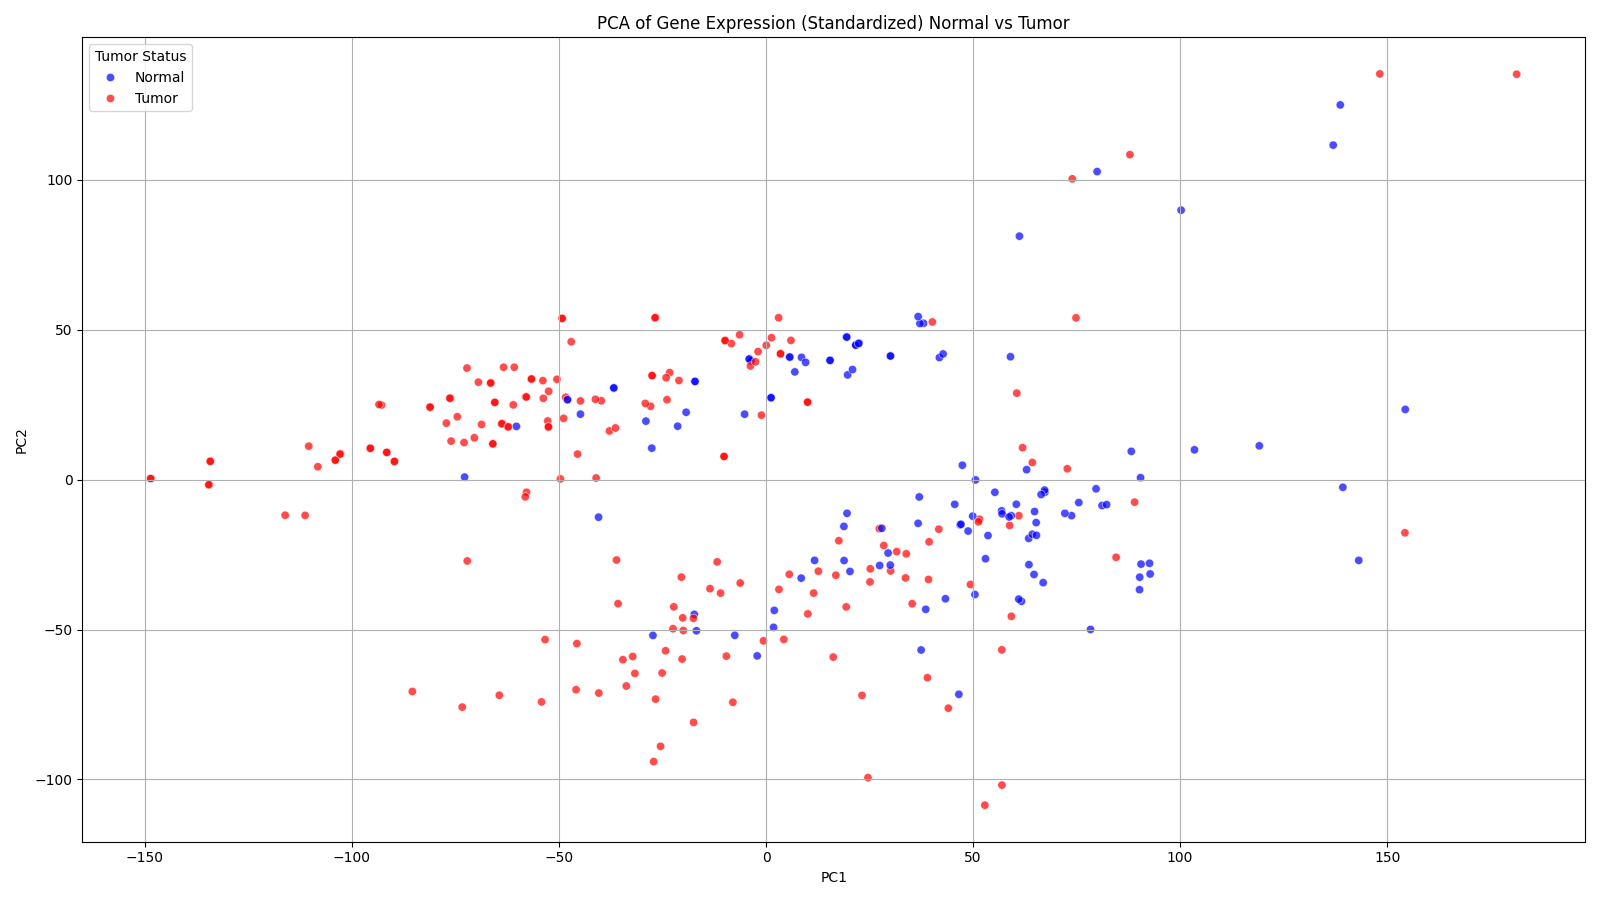 PCA of Gene Expression (Standardized) Normal vs Tumor
Tumor Status
Normal
Tumor
100
50
0
−50
−100
PC2
−150
−100
−50
0
50
100
150
PC1